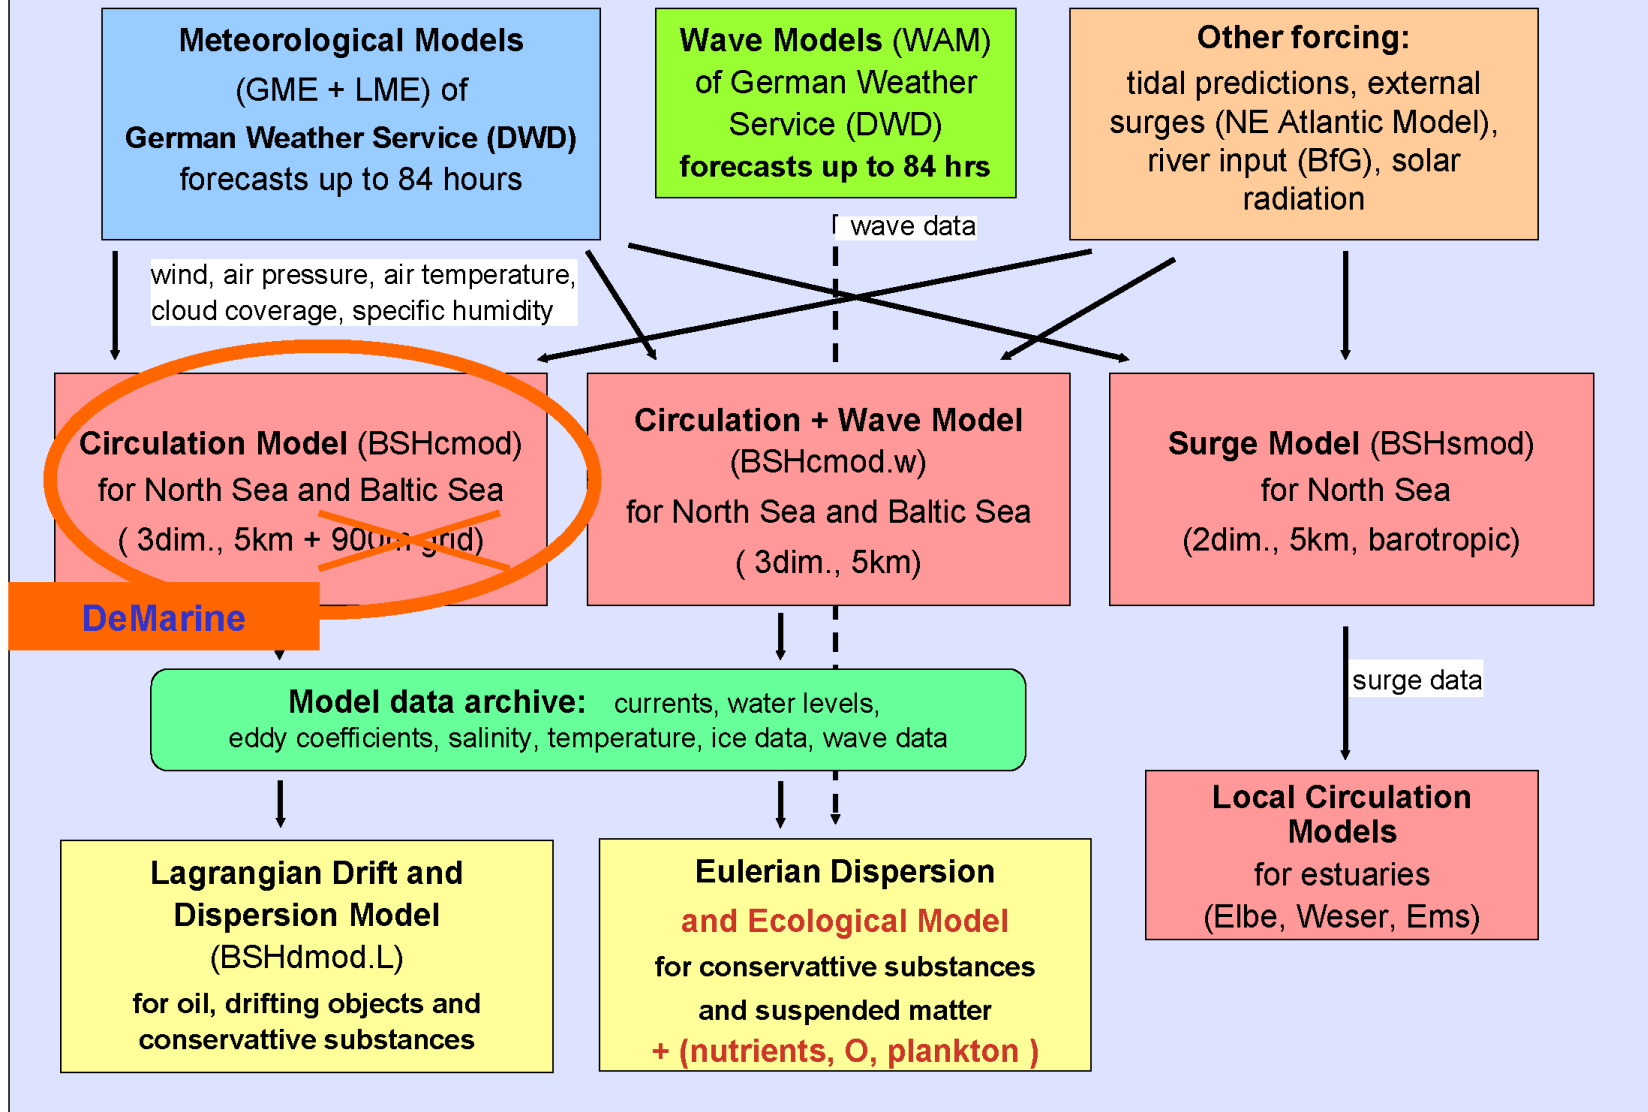 Meteorological Models
(GME + LME) of
German Weather Service (DWD)
forecasts up to 84 hours
Wave Models (WAM)
of German Weather
Service (DWD)
forecasts up to 84 hrs
Other forcing:
tidal predictions, external
surges (NE Atlantic Model),
river input (BfG), solar
radiation
wave data
wind, air pressure, air temperature,
cloud coverage, specific humidity
Circulation Model (BSHcmod)
for North Sea and Baltic Sea
( 3dim., 5km + 900m grid)
DeMarine
Circulation + Wave Model
(BSHcmod.w)
for North Sea and Baltic Sea
( 3dim., 5km)
Surge Model (BSHsmod)
for North Sea
(2dim., 5km, barotropic)
surge data
Model data archive: currents, water levels,
eddy coefficients, salinity, temperature, ice data, wave data
Lagrangian Drift and
Dispersion Model
(BSHdmod.L)
for oil, drifting objects and
conservattive substances
Eulerian Dispersion
and Ecological Model
for conservattive substances
and suspended matter
+ (nutrients, O, plankton )
Local Circulation
Models
for estuaries
(Elbe, Weser, Ems)